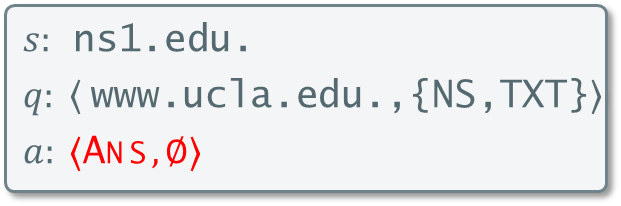 s: ns1.edu.
q: ⟨www.ucla.edu.,{NS,TXT}⟩
a: ⟨ANS,∅⟩